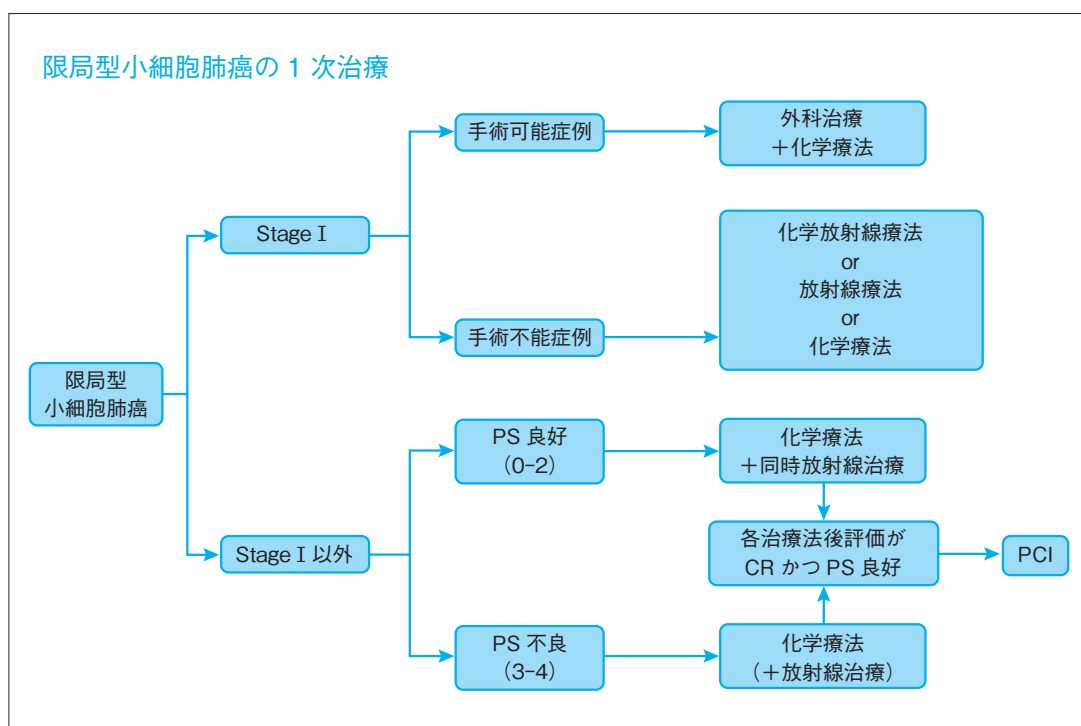 限局型小細胞肺癌の 1 次治療
手術可能症例
外科治療
＋化学療法
Stage Ⅰ
化学放射線療法
or
放射線療法
or
化学療法
手術不能症例
限局型
小細胞肺癌
PS 良好
（0−2）
化学療法
＋同時放射線治療
Stage Ⅰ 以外
各治療法後評価が
CR かつ PS 良好
PCI
PS 不良
（3−4）
化学療法
（＋放射線治療）